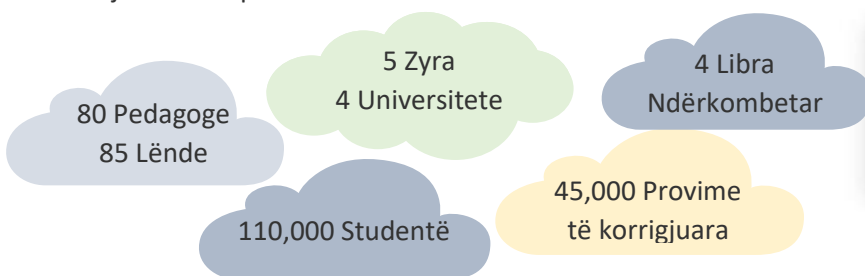 5 Zyra
4 Universitete
4 Libra
Ndërkombetar
80 Pedagoge
85 Lënde
45,000 Provime
të korrigjuara
110,000 Studentë